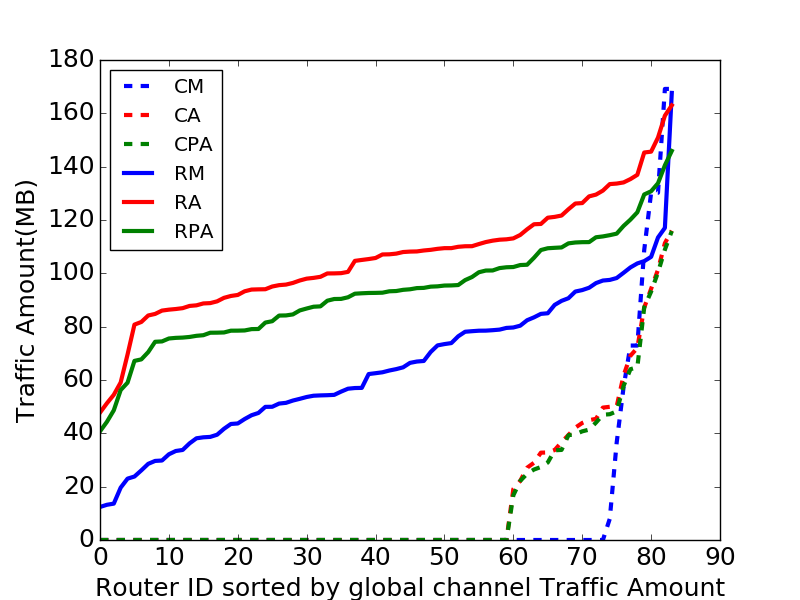 180
160
140
120
100
80
60
40
20
0
Traffic Amount(MB)
CM
CA
CPA
RM
RA
RPA
0 10 20 30 40 50 60 70 80 90
Router ID sorted by global channel Traffic Amount